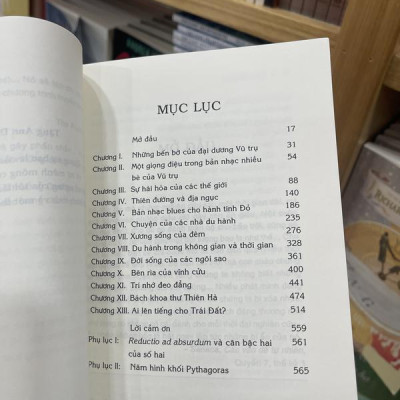 MỤC LỤC
Mở đầu 17
Chương I. Những bến bờ của đại dương Vũ trụ 31
Chương II. Một giọng điệu trong bản nhạc nhiều 54
bè của Vũ trụ
Chương III. Sự hài hòa của các thế giới 88
Chương IV. Thiên đường và địa ngục 140
Chương V. Bản nhạc blues cho hành tinh Đỏ 186
Chương VI. Chuyện của các nhà du hành 235
Chương VII. Xương sống của đêm 276
Chương VIII. Du hành trong không gian và thời gian 328
Chương IX. Đời sống của các ngôi sao 361
Chương X. Bên rìa của vĩnh cửu 400
Chương XI. Trí nhớ đeo đẳng 441
Chương XII. Bách khoa thư Thiên Hà 474
Chương XIII. Ai lên tiếng cho Trái Đất? 514
Lời cảm ơn 559
Phụ lục I: Reductio ad absurdum và căn bậc hai 561
của số hai
Phụ lục II: Năm hình khối Pythagoras 565